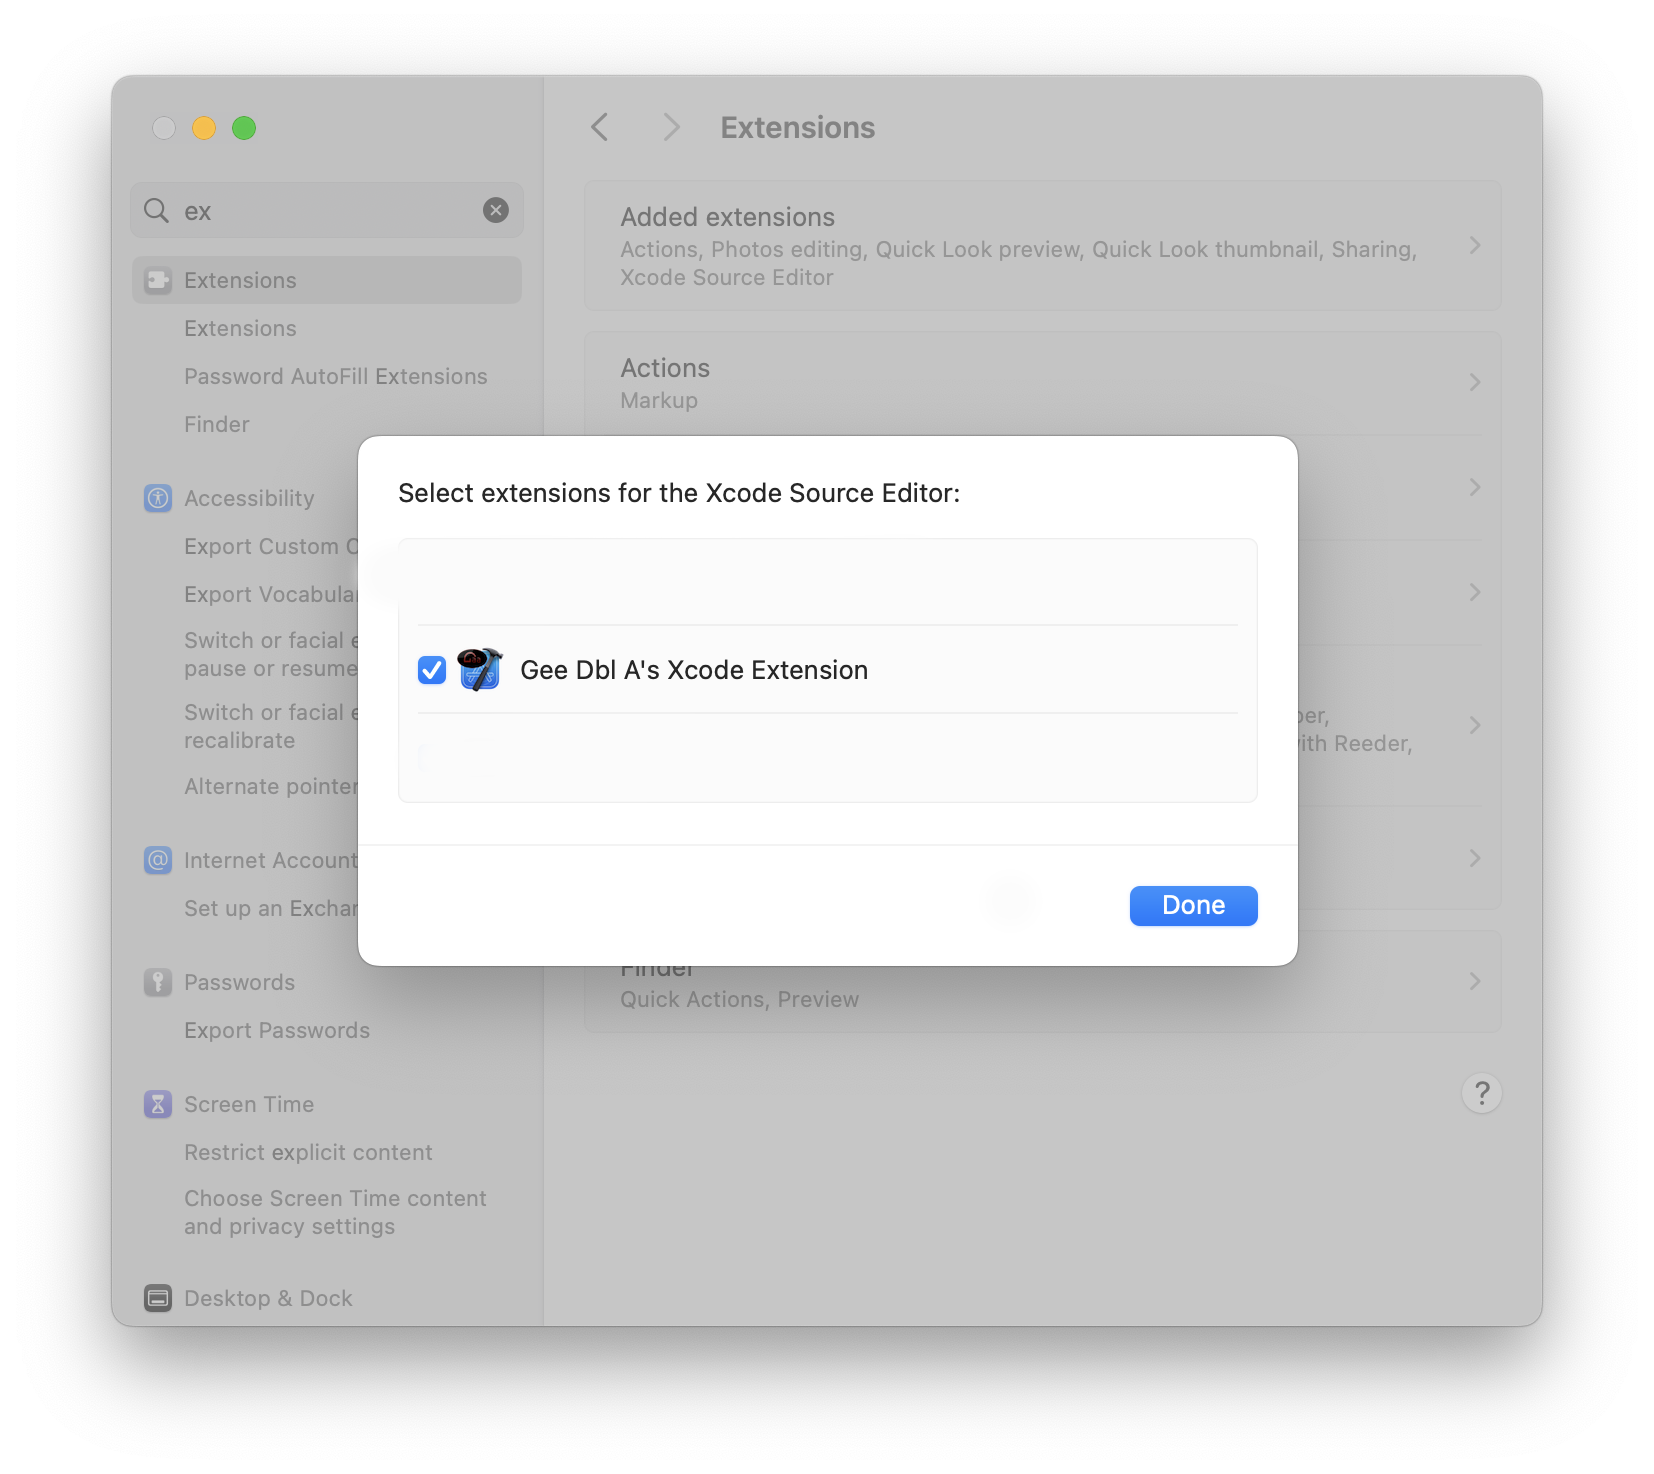 Extensions
ex
Extensions
Extensions
Password AutoFill Extensions
Finder
Accessibility
Export Custom
Export Vocabular
Switch or facial
pause or resume
Switch or facial
recalibrate
Alternate pointer
Internet Account
Set up an Exchan
Passwords
Export Passwords
Screen Time
Restrict explicit content
Choose Screen Time content
and privacy settings
Desktop & Dock
Added extensions
Actions, Photos editing, Quick Look preview, Quick Look thumbnail, Sharing,
Xcode Source Editor
Actions
Markup
per,
with Reeder,
Finder
Quick Actions, Preview
?
Select extensions for the Xcode Source Editor:
Gee Dbl A's Xcode Extension
Done